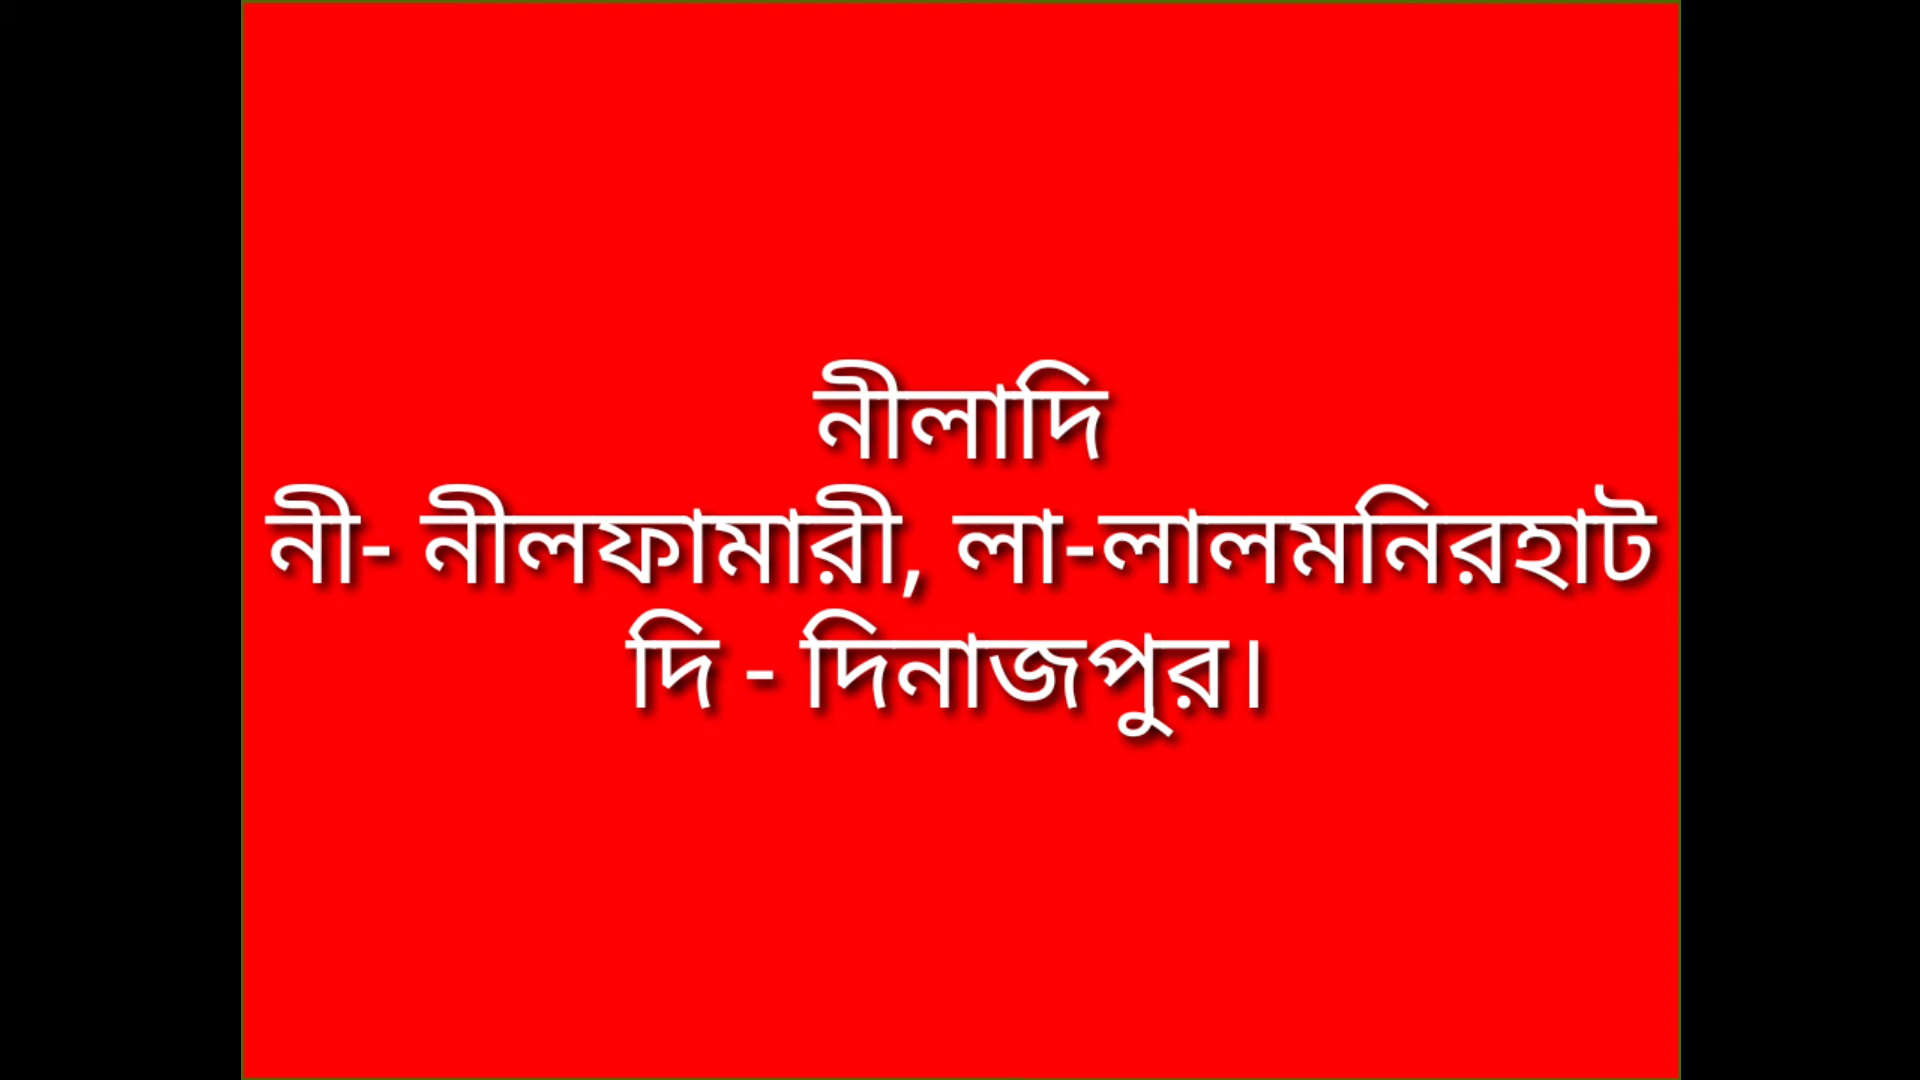 নীলাদি
নী- নীলফামারী, লা-লালমনিরহাট
দি - দিনাজপুর।